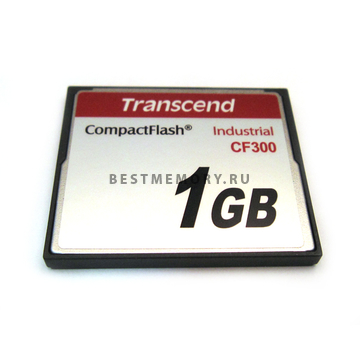 Transcend
CompactFlash® Industrial
CF300
BESTMEMORY.RU
1GB